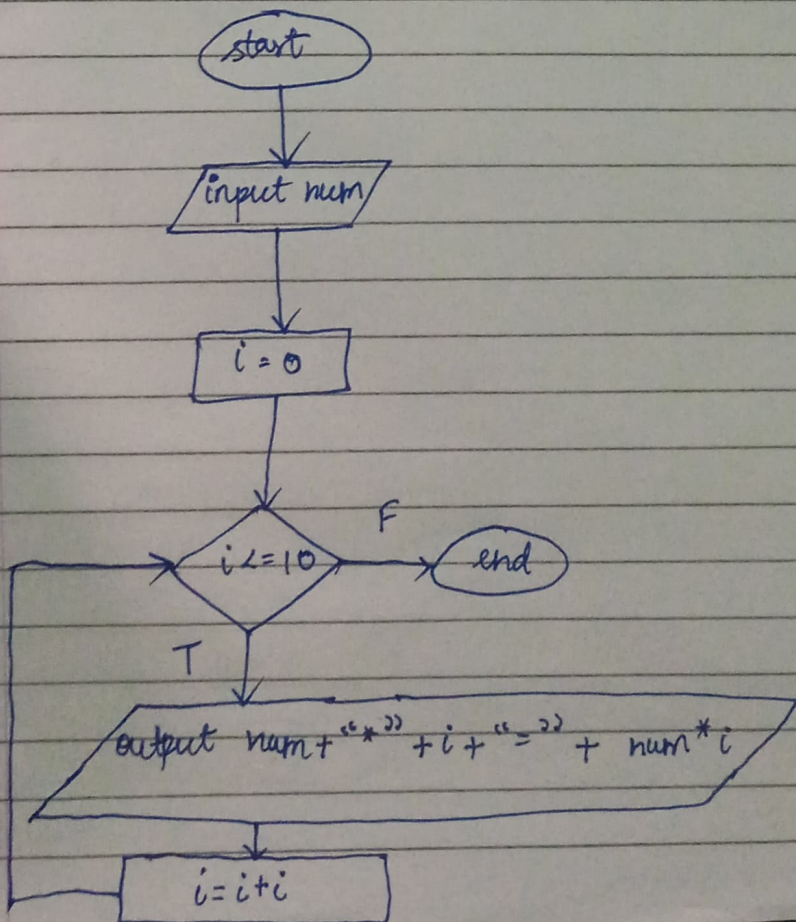 start
input num
i = 0
i <= 10
F
end
T
output num + "*" + i + "=" + num * i
i = i + i